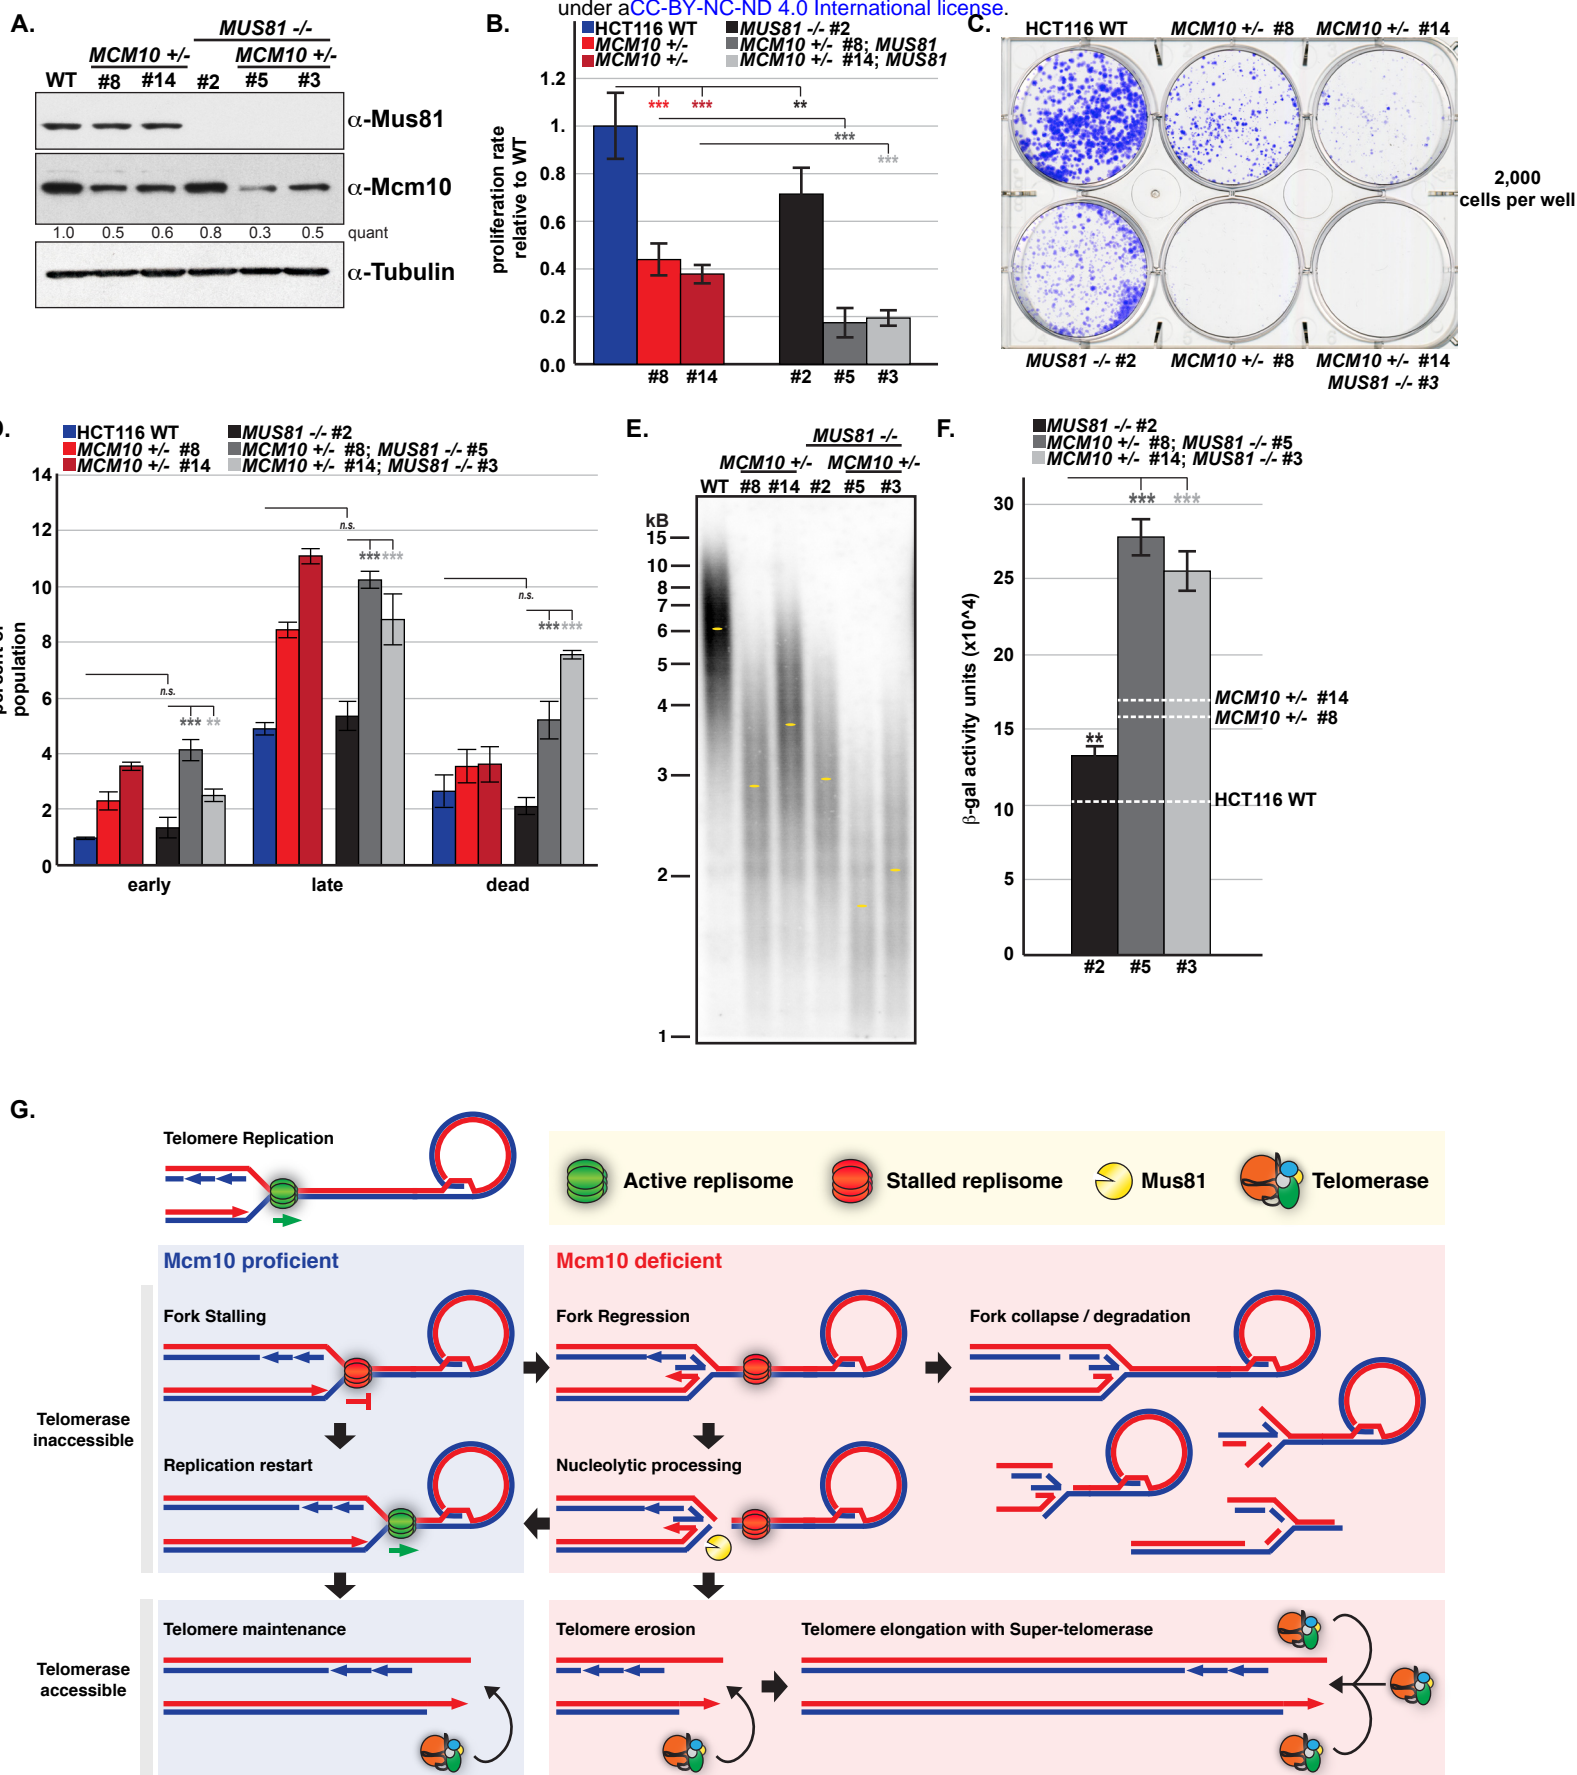 under aCC-BY-NC-ND 4.0 International license.
A.
MUS81 -/-
MCM10 +/- MCM10 +/-
WT #8 #14 #2 #5 #3
α-Mus81
α-Mcm10
1.0 0.5 0.6 0.8 0.3 0.5 quant
α-Tubulin
B.
HCT116 WT MUS81 -/- #2
MCM10 +/- MCM10 +/- #8; MUS81
MCM10 +/- MCM10 +/- #14; MUS81
proliferation rate
relative to WT
1.2
1.
0.8
0.6
0.4
0.2
0.0
*** *** **
***
***
#8 #14 #2 #5 #3
C.
HCT116 WT MCM10 +/- #8 MCM10 +/- #14
2,000
cells per well
MUS81 -/- #2 MCM10 +/- #8 MCM10 +/- #14
MUS81 -/- #3
HCT116 WT MUS81 -/- #2
MCM10 +/- #8 MCM10 +/- #8; MUS81 -/- #5
MCM10 +/- #14 MCM10 +/- #14; MUS81 -/- #3
population
14
12
10
8
6
4
2
0
n.s.
*** **
n.s.
*** ***
n.s.
*** ***
early late dead
E.
MUS81 -/-
MCM10 +/- MCM10 +/-
WT #8 #14 #2 #5 #3
kB
15
10
8
7
6
5
4
3
2
1
F.
MUS81 -/- #2
MCM10 +/- #8; MUS81 -/- #5
MCM10 +/- #14; MUS81 -/- #3
β-gal activity units (x10^4)
30
25
20
15
10
5
0
*** ***
**
MCM10 +/- #14
MCM10 +/- #8
HCT116 WT
#2 #5 #3
G.
Telomere Replication
Active replisome Stalled replisome Mus81 Telomerase
Mcm10 proficient Mcm10 deficient
Fork Stalling Fork Regression Fork collapse / degradation
Telomerase
inaccessible
Replication restart Nucleolytic processing
Telomere maintenance Telomere erosion Telomere elongation with Super-telomerase
Telomerase
accessible